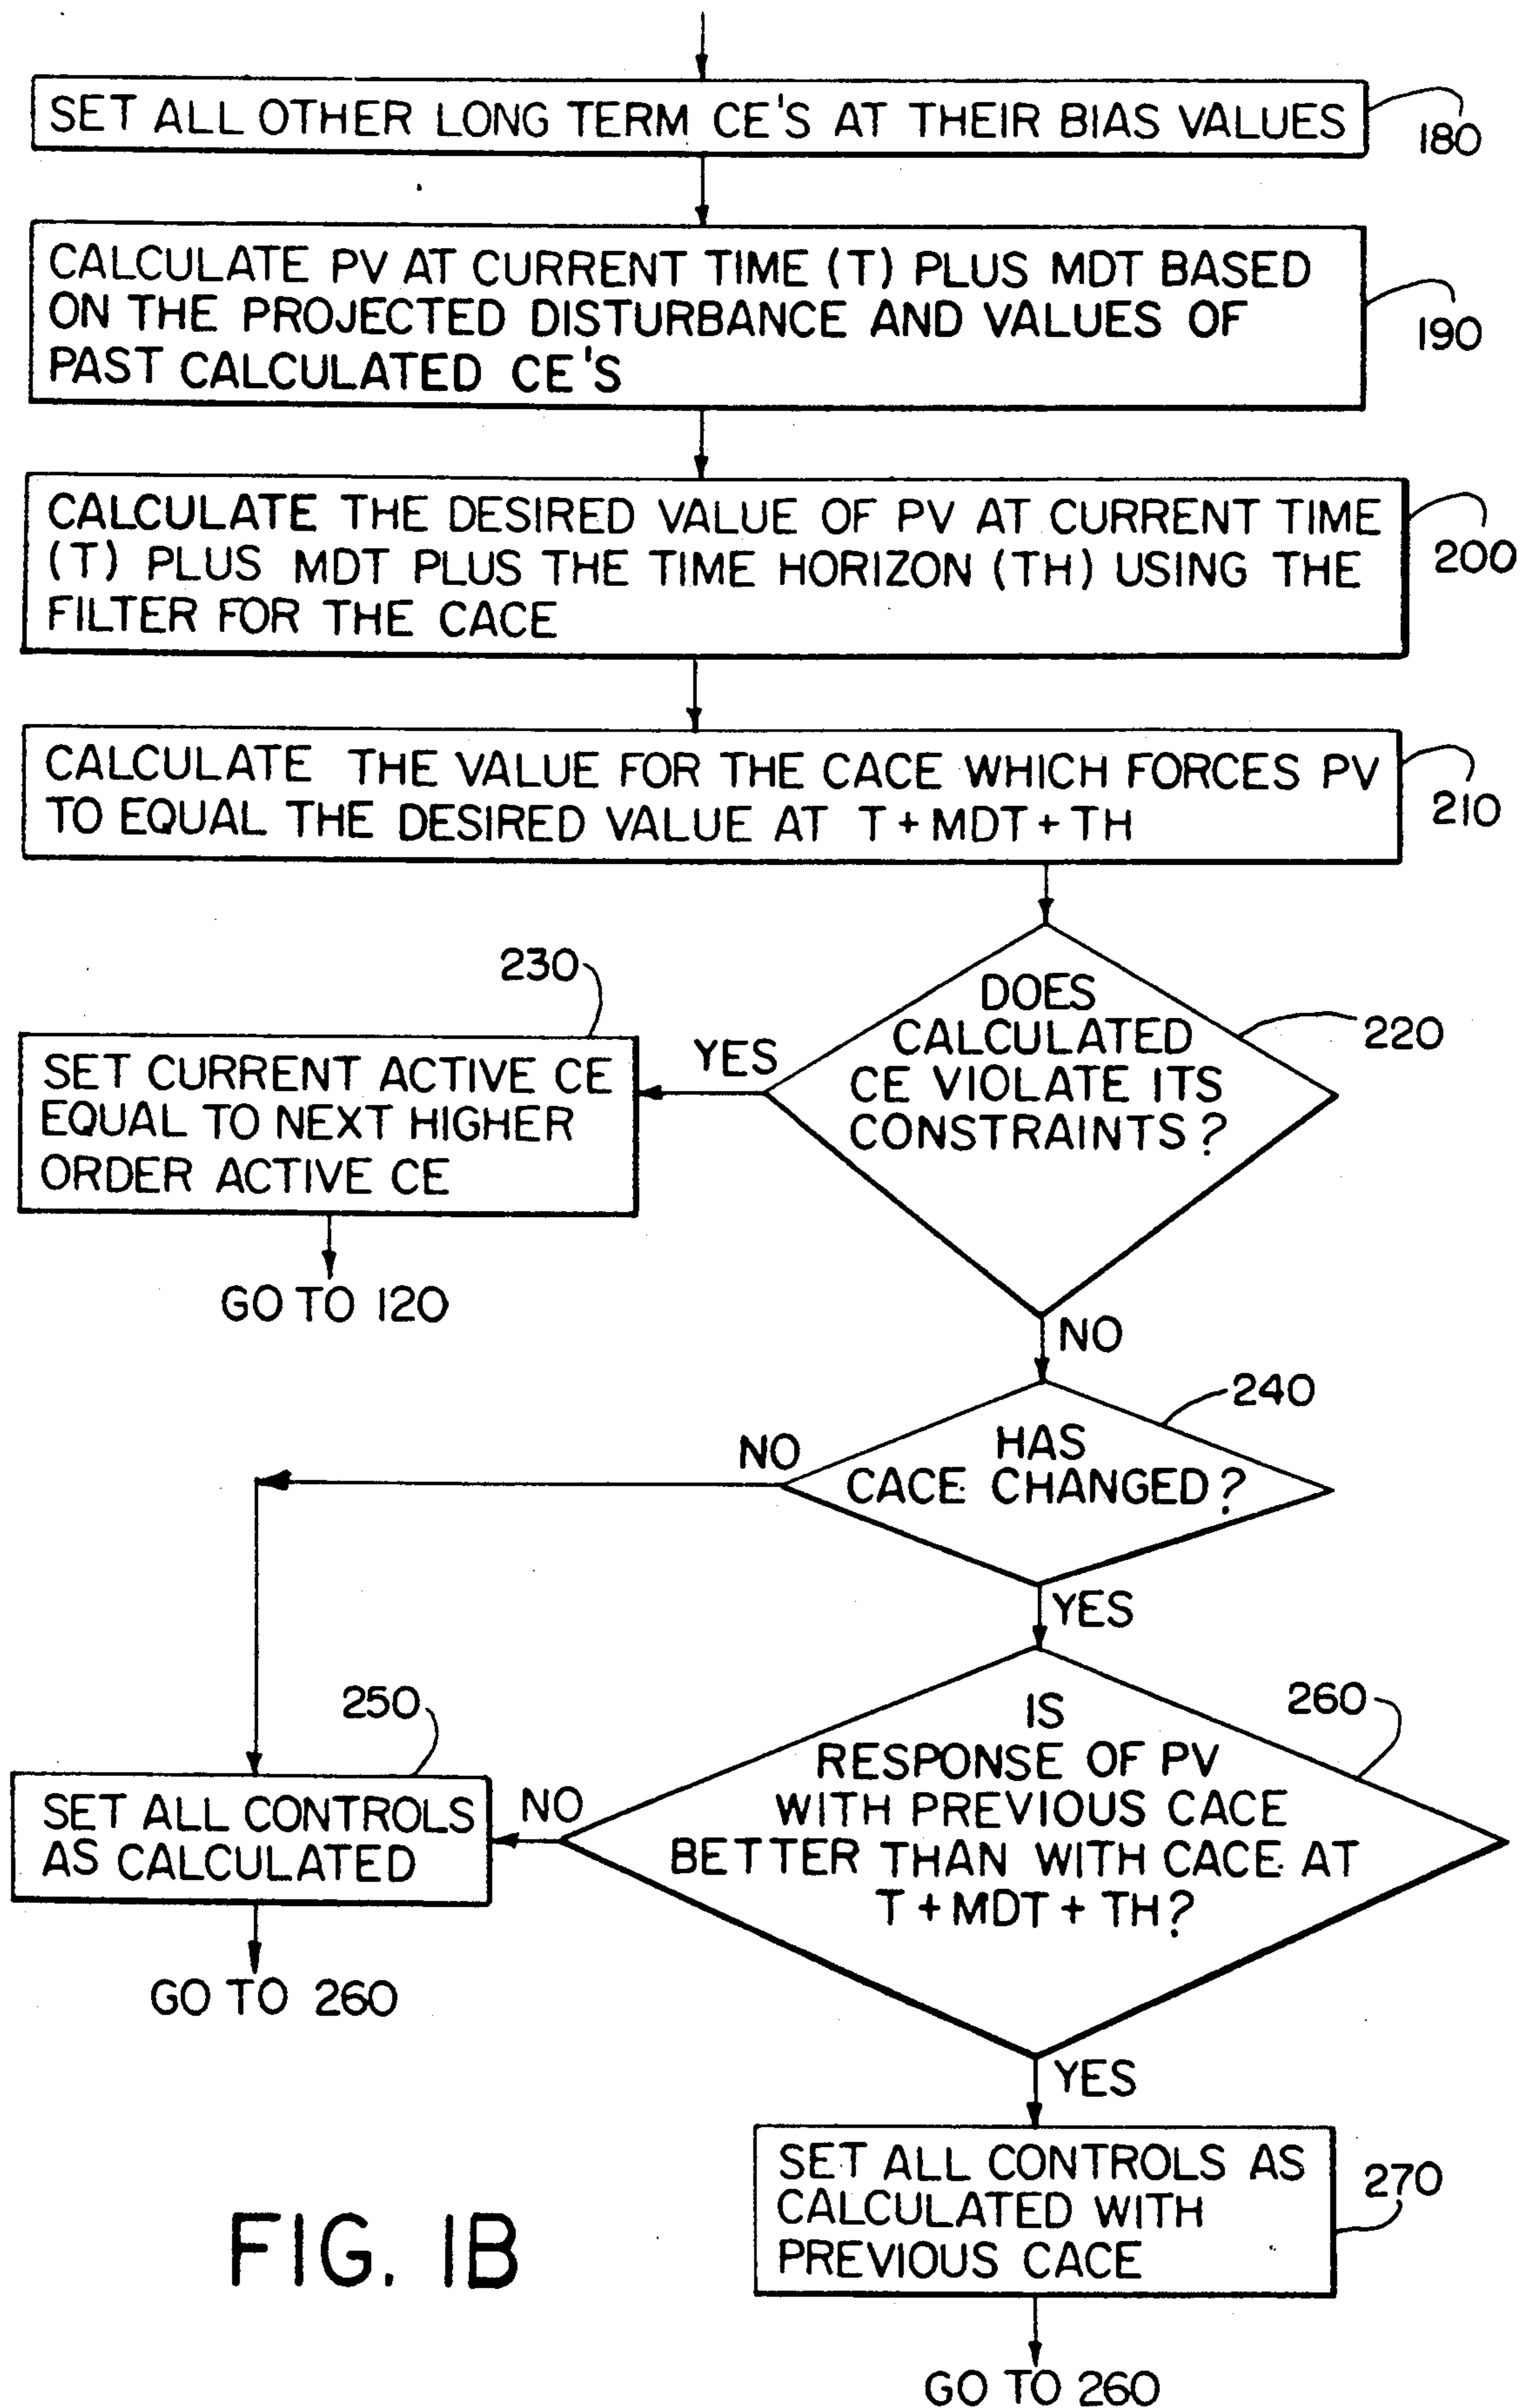 SET ALL OTHER LONG TERM CE'S AT THEIR BIAS VALUES
180
CALCULATE PV AT CURRENT TIME (T) PLUS MDT BASED
ON THE PROJECTED DISTURBANCE AND VALUES OF
PAST CALCULATED CE'S
190
CALCULATE THE DESIRED VALUE OF PV AT CURRENT TIME
(T) PLUS MDT PLUS THE TIME HORIZON (TH) USING THE
FILTER FOR THE CACE
200
CALCULATE THE VALUE FOR THE CACE WHICH FORCES PV
TO EQUAL THE DESIRED VALUE AT T + MDT + TH
210
DOES
CALCULATED
CE VIOLATE ITS
CONSTRAINTS?
220
YES
230
SET CURRENT ACTIVE CE
EQUAL TO NEXT HIGHER
ORDER ACTIVE CE
GO TO 120
NO
240
HAS
CACE CHANGED?
NO
YES
250
SET ALL CONTROLS
AS CALCULATED
GO TO 260
NO
260
IS
RESPONSE OF PV
WITH PREVIOUS CACE
BETTER THAN WITH CACE AT
T + MDT + TH?
YES
SET ALL CONTROLS AS
CALCULATED WITH
PREVIOUS CACE
270
GO TO 260
FIG. 1B